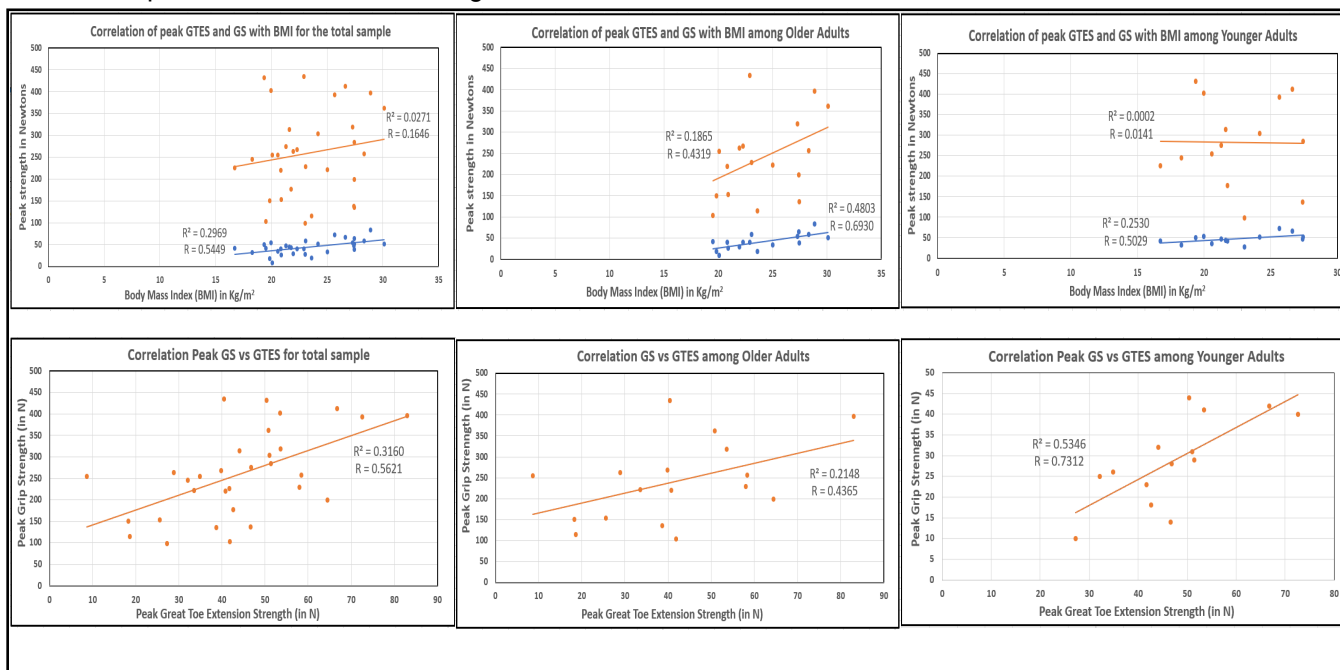 Correlation of peak GTES and GS with BMI for the total sample
Peak strength in Newtons
500
450
400
350
300
250
200
150
100
50
0
R² = 0.0271
R = 0.1646
R² = 0.2969
R = 0.5449
0 5 10 15 20 25 30 35
Body Mass Index (BMI) in Kg/m²
Correlation of peak GTES and GS with BMI among Older Adults
Peak strength in Newtons
500
450
400
350
300
250
200
150
100
50
0
R² = 0.1865
R = 0.4319
R² = 0.4803
R = 0.6930
0 5 10 15 20 25 30 35
Body Mass Index (BMI) in Kg/m²
Correlation of peak GTES and GS with BMI among Younger Adults
Peak strength in Newtons
500
450
400
350
300
250
200
150
100
50
0
R² = 0.0002
R = 0.0141
R² = 0.2530
R = 0.5029
0 5 10 15 20 25 30
Body Mass Index (BMI) in Kg/m²
Correlation Peak GS vs GTES for total sample
Peak Grip Strength (in N)
500
450
400
350
300
250
200
150
100
50
0
R² = 0.3160
R = 0.5621
0 10 20 30 40 50 60 70 80 90
Peak Great Toe Extension Strength (in N)
Correlation GS vs GTES among Older Adults
Peak Grip Strenngth (in N)
500
450
400
350
300
250
200
150
100
50
0
R² = 0.2148
R = 0.4365
0 10 20 30 40 50 60 70 80 90
Peak Great Toe Extension Strength (in N)
Correlation Peak GS vs GTES among Younger Adults
Peak Grip Strength (in N)
50
45
40
35
30
25
20
15
10
5
0
R² = 0.5346
R = 0.7312
0 10 20 30 40 50 60 70 80
Peak Great Toe Extension Strength (in N)